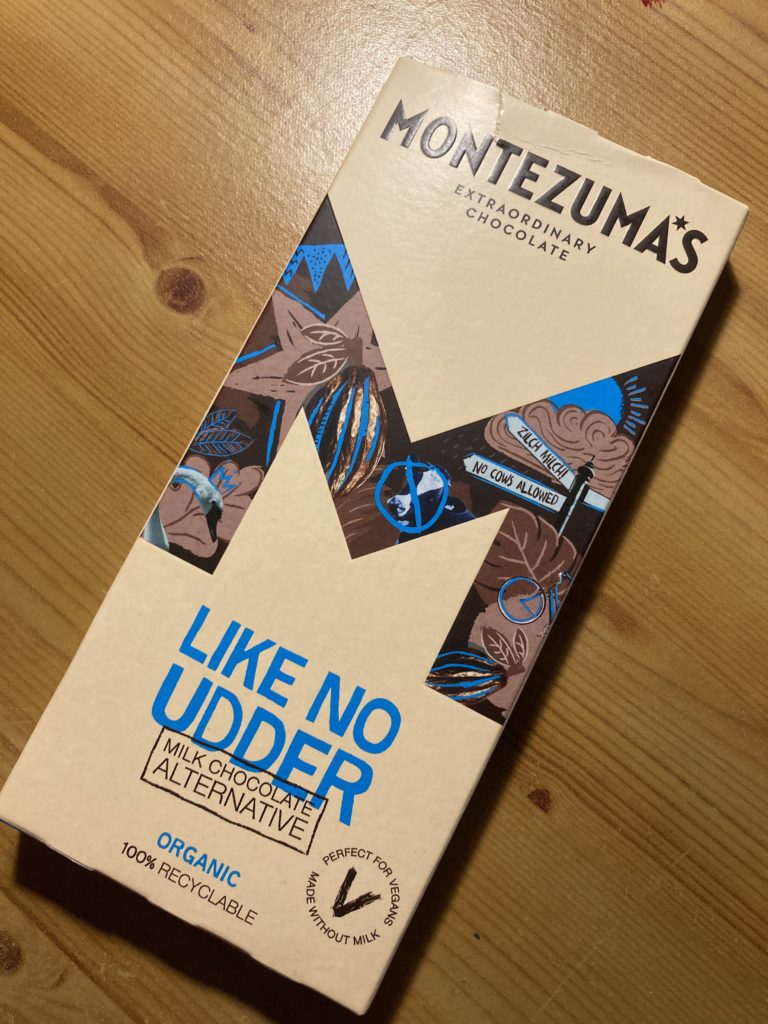 MONTEZUMA'S
EXTRAORDINARY
CHOCOLATE
ZILCH MILCH!
NO COWS ALLOWED
LIKE NO
UDDER
MILK CHOCOLATE
ALTERNATIVE
ORGANIC
100% RECYCLABLE
PERFECT FOR VEGANS
MADE WITHOUT MILK